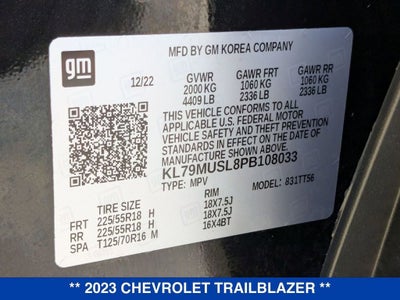 gm
MFD BY GM KOREA COMPANY
12/22 GVWR GAWR FRT GAWR RR
2000 KG 1060 KG 1060 KG
4409 LB 2336 LB 2336 LB
THIS VEHICLE CONFORMS TO ALL
APPLICABLE U.S. FEDERAL MOTOR
VEHICLE SAFETY AND THEFT PREVENTION
STANDARDS IN EFFECT ON THE DATE OF
MANUFACTURE SHOWN ABOVE.
KL79MUSL8PB108033
TYPE: MPV MODEL: 831TT56
TIRE SIZE RIM
FRT 225/55R18 H 18X7.5J
RR 225/55R18 H 18X7.5J
SPA T125/70R16 M 16X4BT
** 2023 CHEVROLET TRAILBLAZER **